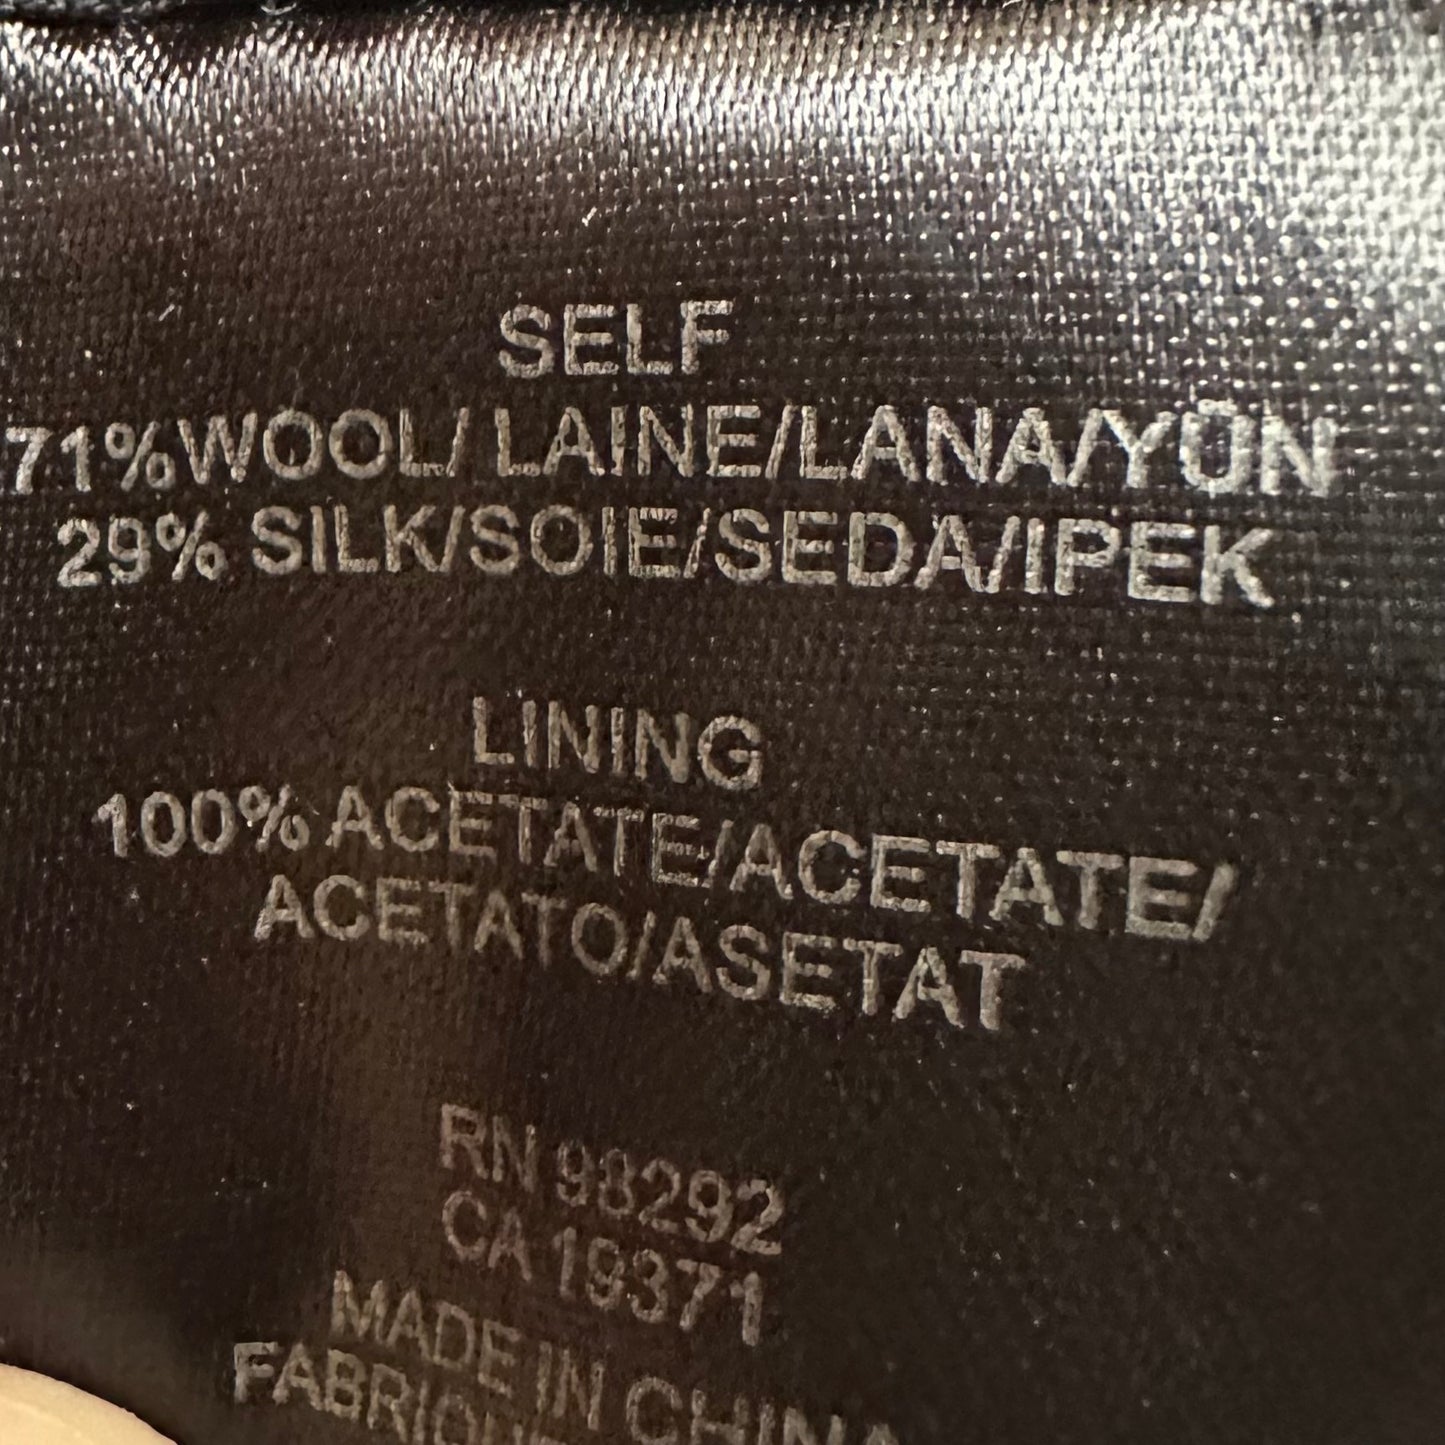 SELF
71%WOOL/ LAINE/LANA/YŪN
29% SILK/SOIE/SEDA/IPEK
LINING
100% ACETATE/ACETATE/
ACETATO/ASETAT
RN 98292
CA 19371
MADE IN CHINA